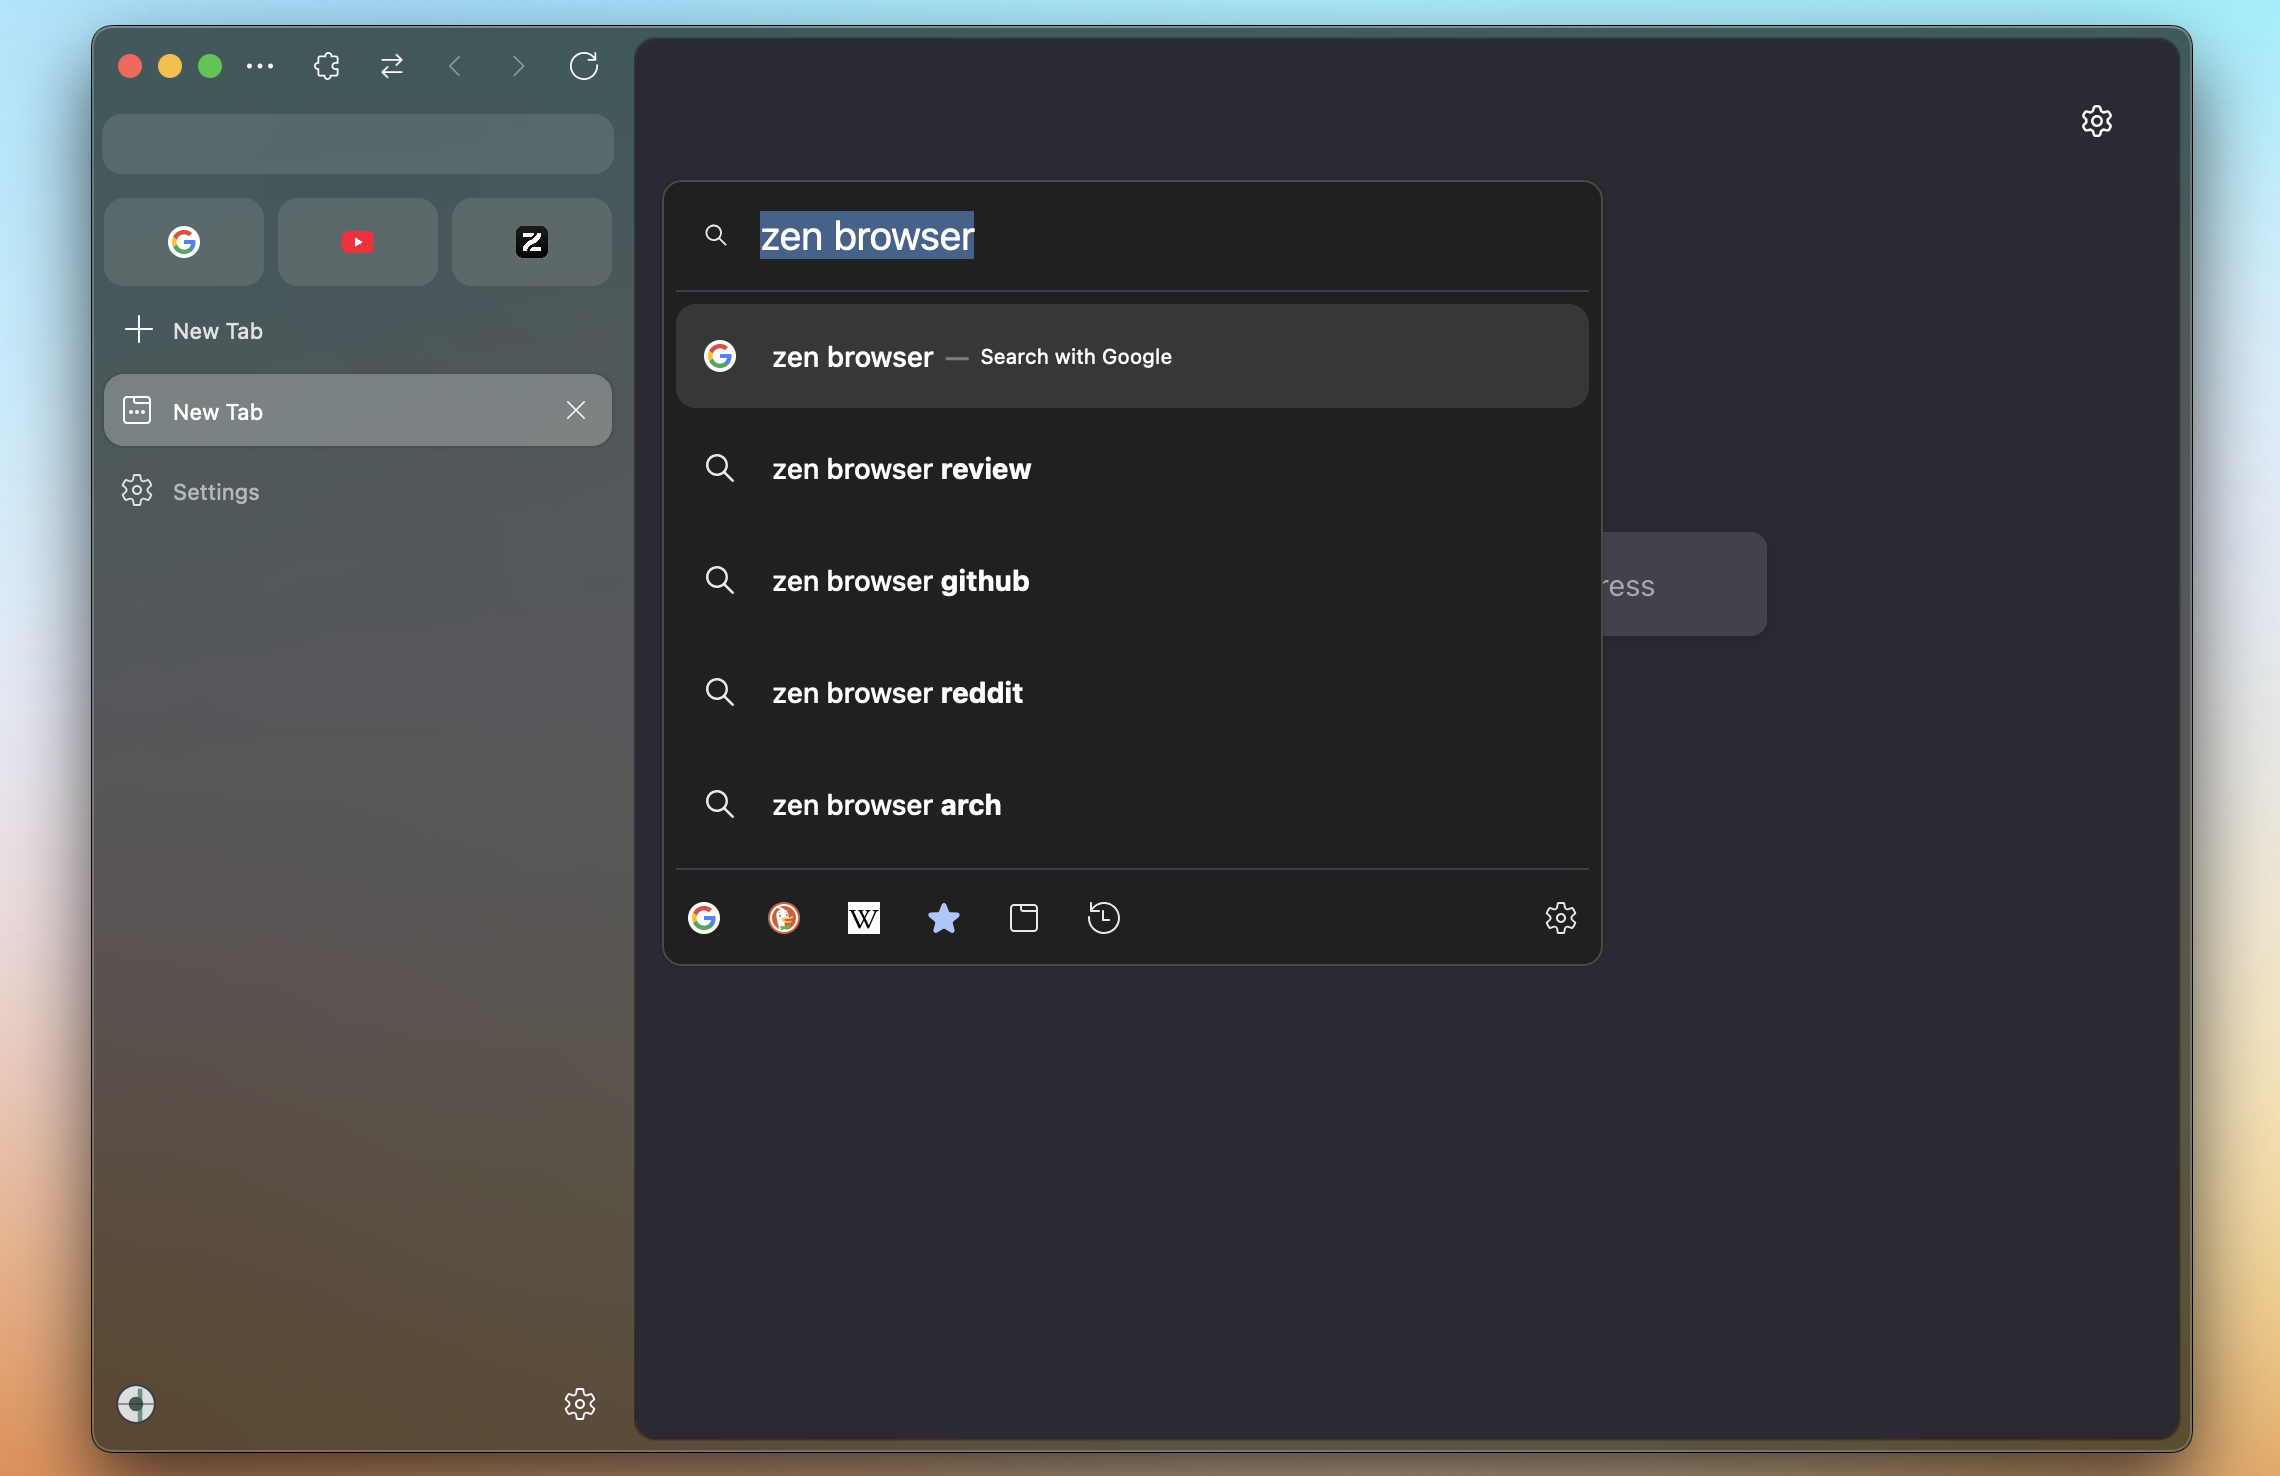 New Tab
New Tab
Settings
zen browser
zen browser — Search with Google
zen browser review
zen browser github
zen browser reddit
zen browser arch
ress
W